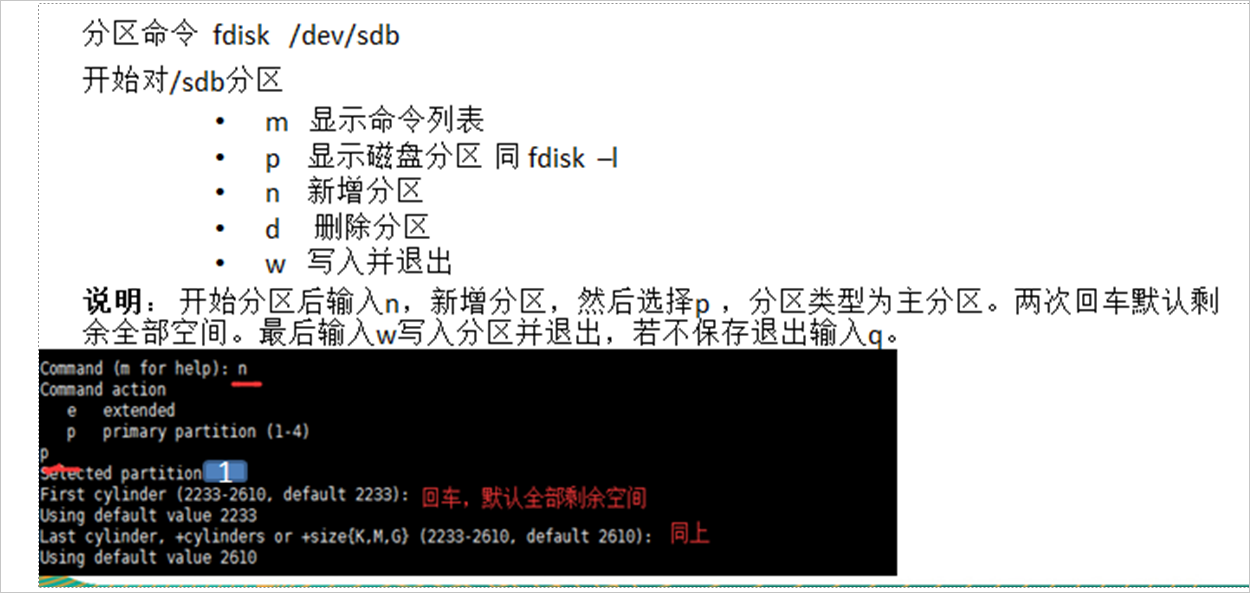 分区命令 fdisk /dev/sdb
开始对/sdb分区
• m 显示命令列表
• p 显示磁盘分区 同 fdisk –l
• n 新增分区
• d 删除分区
• w 写入并退出
说明： 开始分区后输入n，新增分区，然后选择p ，分区类型为主分区。两次回车默认剩
余全部空间。最后输入w写入分区并退出，若不保存退出输入q。
Command (m for help): n
Command action
e extended
p primary partition (1-4)
p
Selected partition 1
First cylinder (2233-2610, default 2233): 回车，默认全部剩余空间
Using default value 2233
Last cylinder, +cylinders or +size{K,M,G} (2233-2610, default 2610): 同上
Using default value 2610